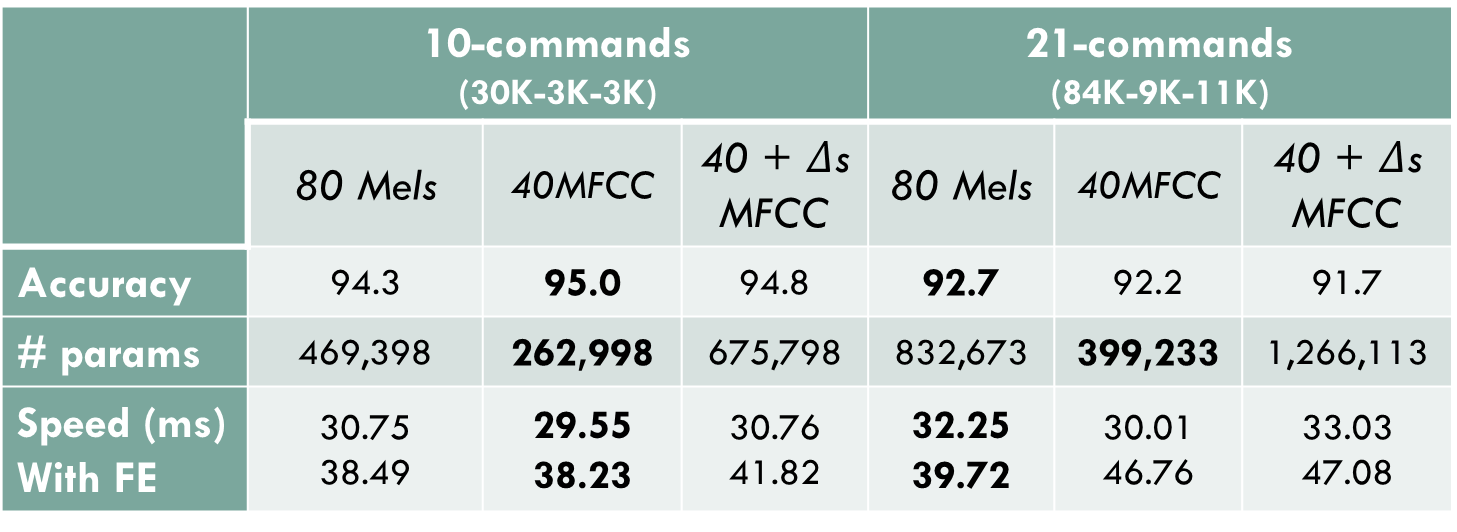 10-commands 21-commands
(30K-3K-3K) (84K-9K-11K)
80 Mels 40MFCC 40 + Δs MFCC 80 Mels 40MFCC 40 + Δs MFCC
Accuracy 94.3 95.0 94.8 92.7 92.2 91.7
# params 469,398 262,998 675,798 832,673 399,233 1,266,113
Speed (ms) 30.75 29.55 30.76 32.25 30.01 33.03
With FE 38.49 38.23 41.82 39.72 46.76 47.08